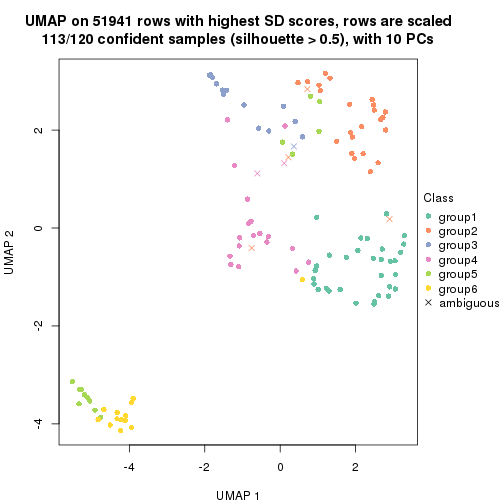 UMAP on 51941 rows with highest SD scores, rows are scaled
113/120 confident samples (silhouette > 0.5), with 10 PCs
Class
group1
group2
group3
group4
group5
group6
ambiguous
UMAP 2
2
0
-2
-4
-4
-2
0
2
UMAP 1